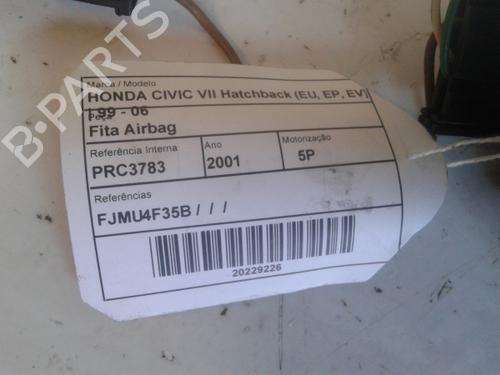 B-PARTS
Marca / Modelo
HONDA CIVIC VII Hatchback (EU, EP, EV)
| 99 - 06
Peça
Fita Airbag
Referência Interna
PRC3783
Ano
2001
Motorização
5P
Referências
FJMU4F35B / / /
20229226